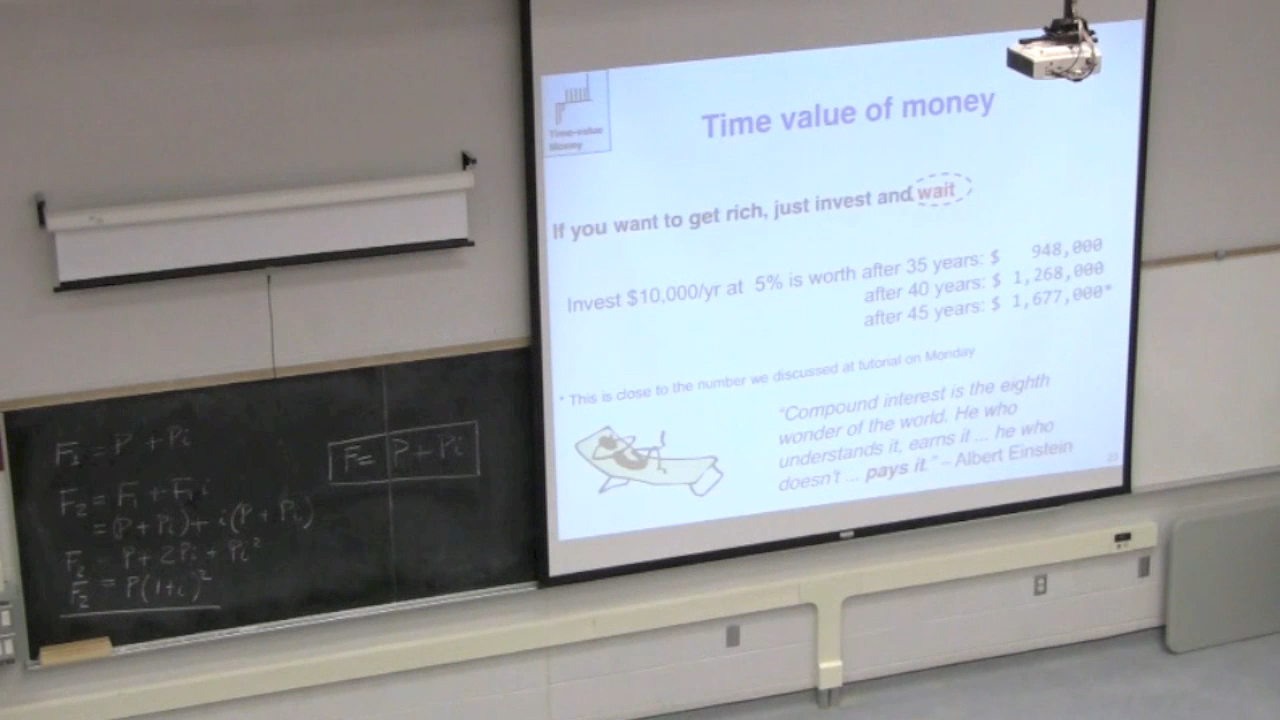 F₁ = P + Pi
F₂ = F₁ + F₁i
= (P + Pi) + i(P + Pi)
F₂ = P + 2Pi + Pi²
F₂ = P(1+i)²
F = P + Pi
Time-value
Money
Time value of money
If you want to get rich, just invest and wait
Invest $10,000/yr at 5% is worth after 35 years: $ 948,000
after 40 years: $ 1,268,000
after 45 years: $ 1,677,000*
* This is close to the number we discussed at tutorial on Monday
“Compound interest is the eighth
wonder of the world. He who
understands it, earns it ... he who
doesn't ... pays it.” – Albert Einstein